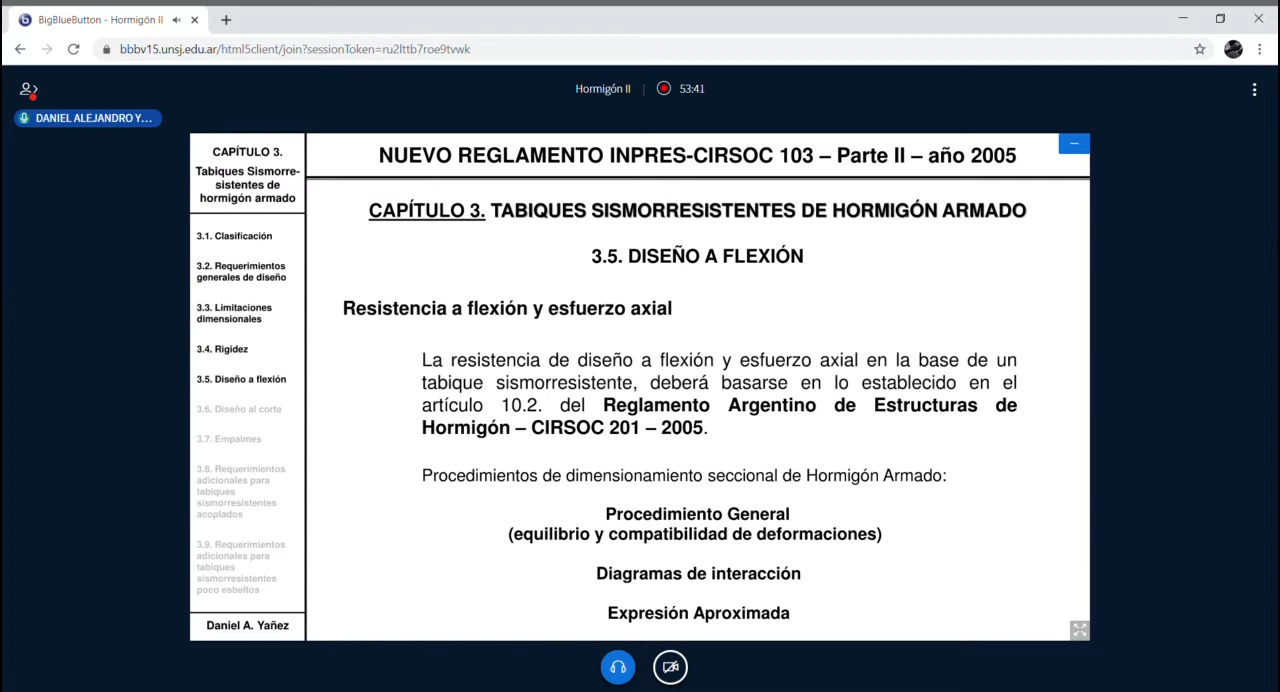 BigBlueButton - Hormigón II
bbbv15.unsj.edu.ar/html5client/join?sessionToken=ru2lttb7roe9tvwk
Hormigón II
53:41
DANIEL ALEJANDRO Y...
CAPÍTULO 3.
Tabiques Sismorre-
sistentes de
hormigón armado
3.1. Clasificación
3.2. Requerimientos
generales de diseño
3.3. Limitaciones
dimensionales
3.4. Rigidez
3.5. Diseño a flexión
3.6. Diseño al corte
3.7. Empalmes
3.8. Requerimientos
adicionales para
tabiques
sismorresistentes
acoplados
3.9. Requerimientos
adicionales para
tabiques
sismorresistentes
poco esbeltos
Daniel A. Yañez
NUEVO REGLAMENTO INPRES-CIRSOC 103 – Parte II – año 2005
CAPÍTULO 3. TABIQUES SISMORRESISTENTES DE HORMIGÓN ARMADO
3.5. DISEÑO A FLEXIÓN
Resistencia a flexión y esfuerzo axial
La resistencia de diseño a flexión y esfuerzo axial en la base de un
tabique sismorresistente, deberá basarse en lo establecido en el
artículo 10.2. del Reglamento Argentino de Estructuras de
Hormigón – CIRSOC 201 – 2005.
Procedimientos de dimensionamiento seccional de Hormigón Armado:
Procedimiento General
(equilibrio y compatibilidad de deformaciones)
Diagramas de interacción
Expresión Aproximada